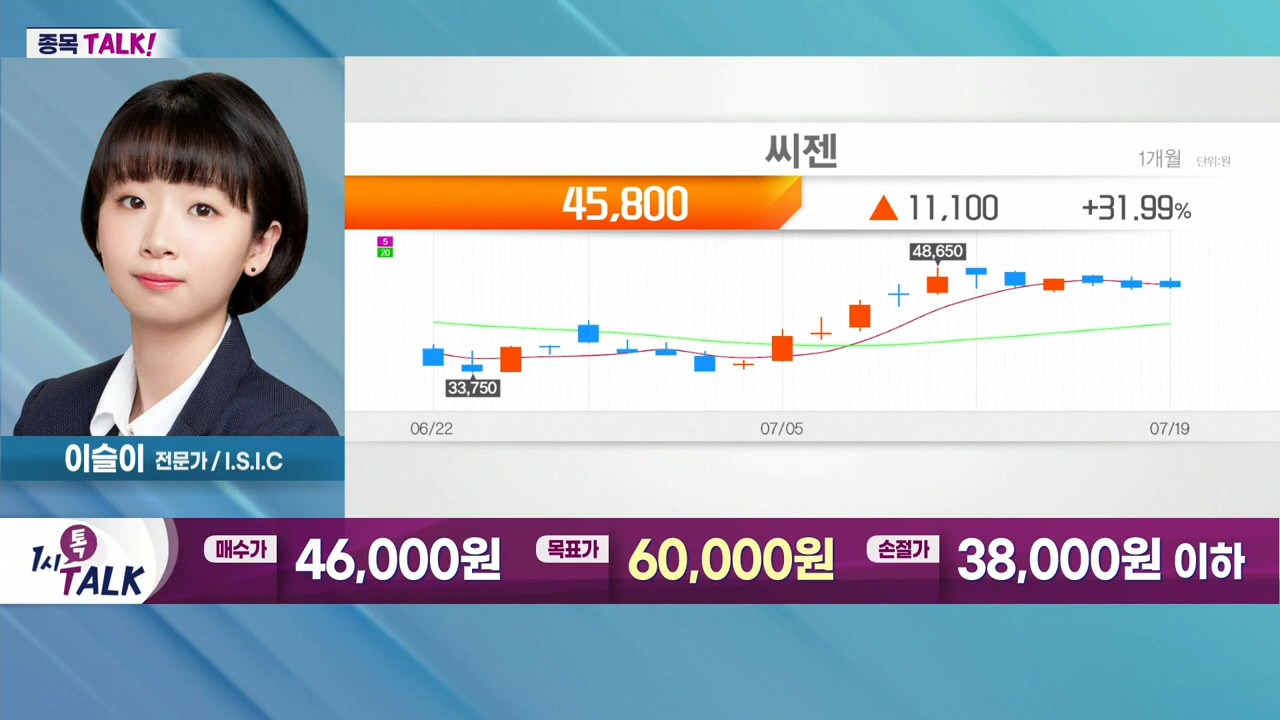 종목 TALK!
씨젠
1개월 단위:원
45,800 ▲ 11,100 +31.99%
5
20
48,650
33,750
06/22 07/05 07/19
이슬이 전문가 / I.S.I.C
1시 톡 TALK
매수가 46,000원 목표가 60,000원 손절가 38,000원 이하